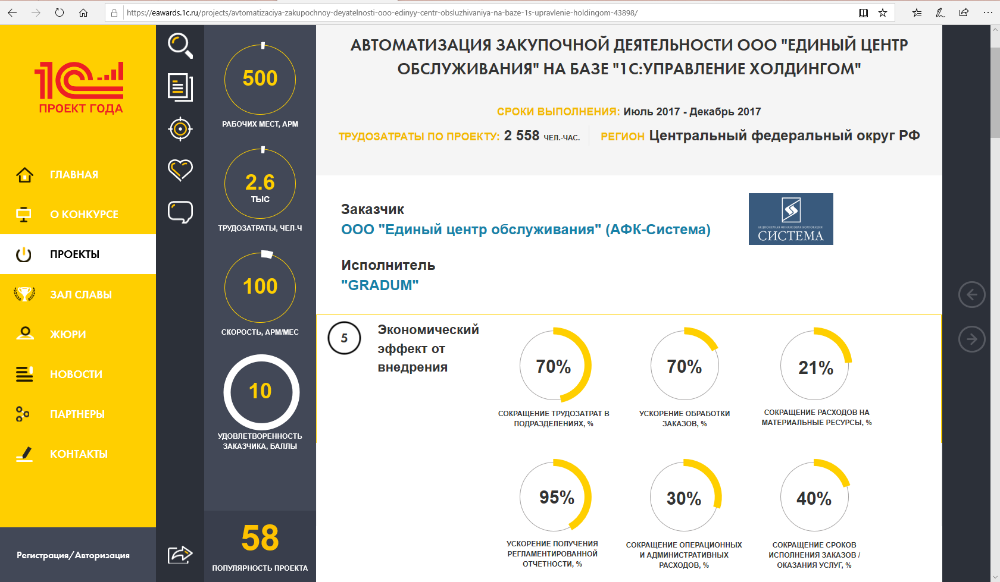 https://eawards.1c.ru/projects/avtomatizaciya-zakupochnoy-deyatelnosti-ooo-edinyy-centr-obsluzhivaniya-na-baze-1s-upravlenie-holdingom-43898/
1С
ПРОЕКТ ГОДА
ГЛАВНАЯ
О КОНКУРСЕ
ПРОЕКТЫ
ЗАЛ СЛАВЫ
ЖЮРИ
НОВОСТИ
ПАРТНЕРЫ
КОНТАКТЫ
Регистрация/Авторизация
500
РАБОЧИХ МЕСТ, АРМ
2.6
ТЫС
ТРУДОЗАТРАТЫ, ЧЕЛ-Ч
100
СКОРОСТЬ, АРМ/МЕС
10
УДОВЛЕТВОРЕННОСТЬ
ЗАКАЗЧИКА, БАЛЛЫ
58
ПОПУЛЯРНОСТЬ ПРОЕКТА
АВТОМАТИЗАЦИЯ ЗАКУПОЧНОЙ ДЕЯТЕЛЬНОСТИ ООО "ЕДИНЫЙ ЦЕНТР
ОБСЛУЖИВАНИЯ" НА БАЗЕ "1С:УПРАВЛЕНИЕ ХОЛДИНГОМ"
СРОКИ ВЫПОЛНЕНИЯ: Июль 2017 - Декабрь 2017
ТРУДОЗАТРАТЫ ПО ПРОЕКТУ: 2 558 ЧЕЛ.-ЧАС. РЕГИОН Центральный федеральный округ РФ
Заказчик
ООО "Единый центр обслуживания" (АФК-Система)
АКЦИОНЕРНАЯ ФИНАНСОВАЯ КОРПОРАЦИЯ
СИСТЕМА
Исполнитель
"GRADUM"
5
Экономический
эффект от
внедрения
70%
СОКРАЩЕНИЕ ТРУДОЗАТРАТ В
ПОДРАЗДЕЛЕНИЯХ, %
70%
УСКОРЕНИЕ ОБРАБОТКИ
ЗАКАЗОВ, %
21%
СОКРАЩЕНИЕ РАСХОДОВ НА
МАТЕРИАЛЬНЫЕ РЕСУРСЫ, %
95%
УСКОРЕНИЕ ПОЛУЧЕНИЯ
РЕГЛАМЕНТИРОВАННОЙ
ОТЧЕТНОСТИ, %
30%
СОКРАЩЕНИЕ ОПЕРАЦИОННЫХ
И АДМИНИСТРАТИВНЫХ
РАСХОДОВ, %
40%
СОКРАЩЕНИЕ СРОКОВ
ИСПОЛНЕНИЯ ЗАКАЗОВ /
ОКАЗАНИЯ УСЛУГ, %